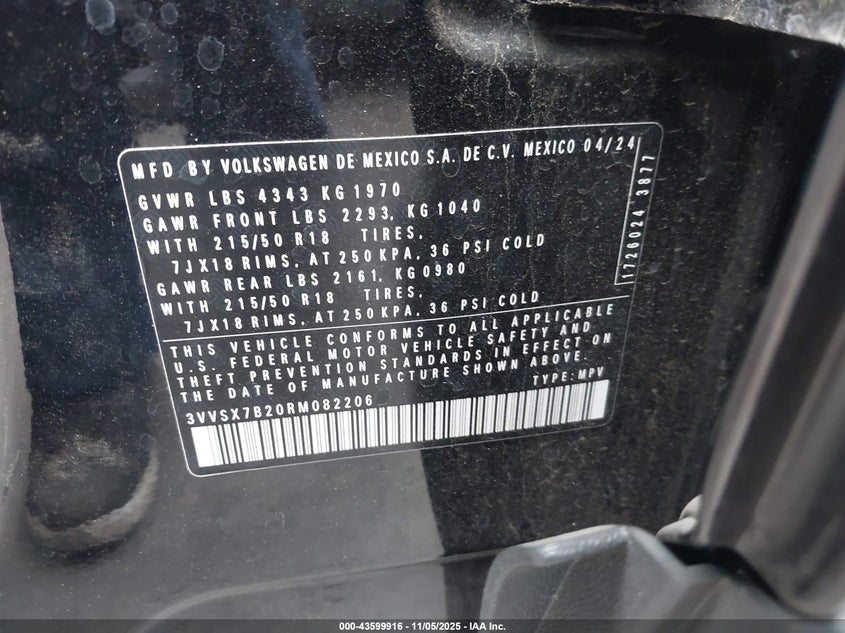 MFD BY VOLKSWAGEN DE MEXICO S.A. DE C.V. MEXICO 04/24
GVWR LBS 4343 KG 1970
GAWR FRONT LBS 2293, KG 1040
WITH 215/50 R18 TIRES,
7JX18 RIMS, AT 250 KPA, 36 PSI COLD
GAWR REAR LBS 2161, KG 0980
WITH 215/50 R18 TIRES,
7JX18 RIMS, AT 250 KPA, 36 PSI COLD
THIS VEHICLE CONFORMS TO ALL APPLICABLE
U.S. FEDERAL MOTOR VEHICLE SAFETY AND
THEFT PREVENTION STANDARDS IN EFFECT ON
THE DATE OF MANUFACTURE SHOWN ABOVE.
TYPE: MPV
3VVSX7B20RM082206
1726024 3877
000-43599916 - 11/05/2025 - IAA Inc.